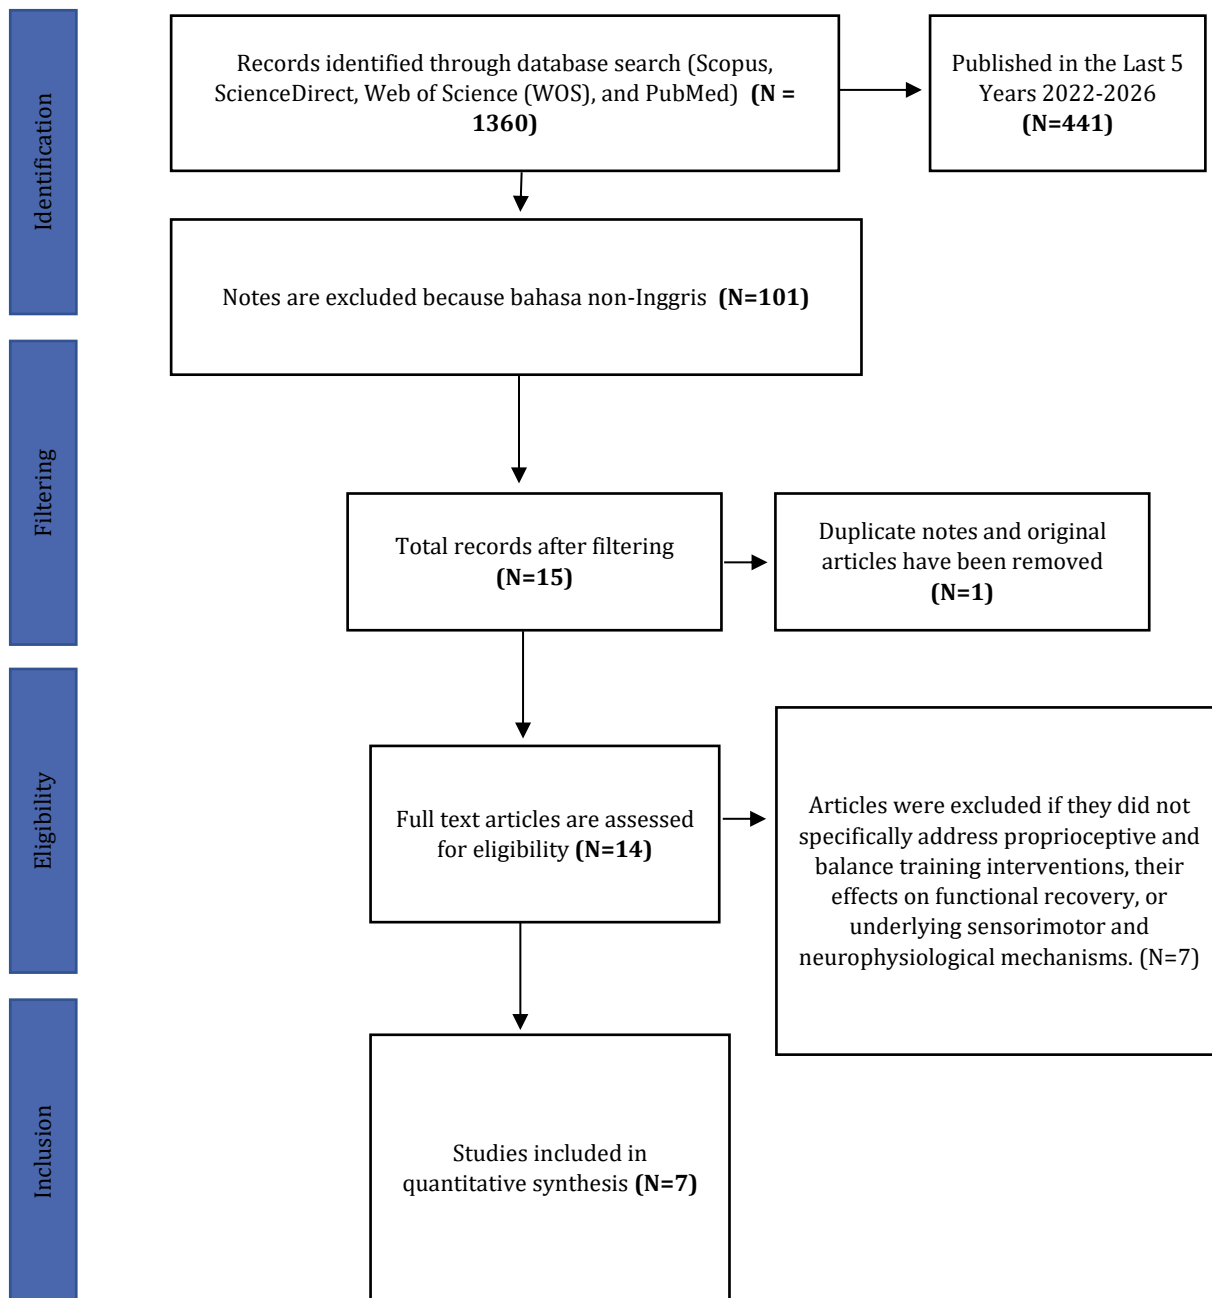 Identification
Records identified through database search (Scopus,
ScienceDirect, Web of Science (WOS), and PubMed) (N =
1360)
Published in the Last 5
Years 2022-2026
(N=441)
Notes are excluded because bahasa non-Inggris (N=101)
Filtering
Total records after filtering
(N=15)
Duplicate notes and original
articles have been removed
(N=1)
Eligibility
Full text articles are assessed
for eligibility (N=14)
Articles were excluded if they did not
specifically address proprioceptive and
balance training interventions, their
effects on functional recovery, or
underlying sensorimotor and
neurophysiological mechanisms. (N=7)
Inclusion
Studies included in
quantitative synthesis (N=7)